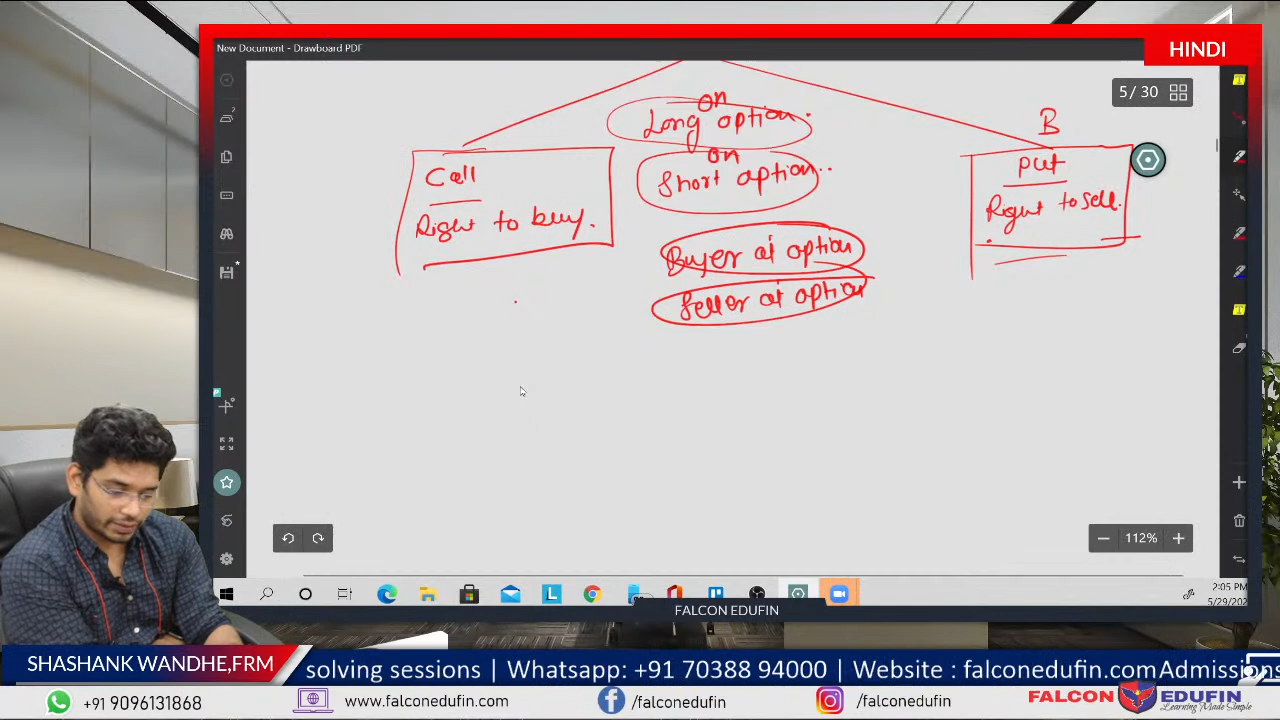 HINDI
New Document - Drawboard PDF
5 / 30
on
Long option.
on
Short option..
B
Call
Right to buy.
Put
Right to sell.
Buyer of option
Seller of option
112%
2:05 PM
5/29/202
FALCON EDUFIN
SHASHANK WANDHE,FRM
solving sessions | Whatsapp: +91 70388 94000 | Website : falconedufin.com Admissions
+91 9096131868
www.falconedufin.com
/falconedufin
/falconedufin
FALCON EDUFIN
Learning Made Simple